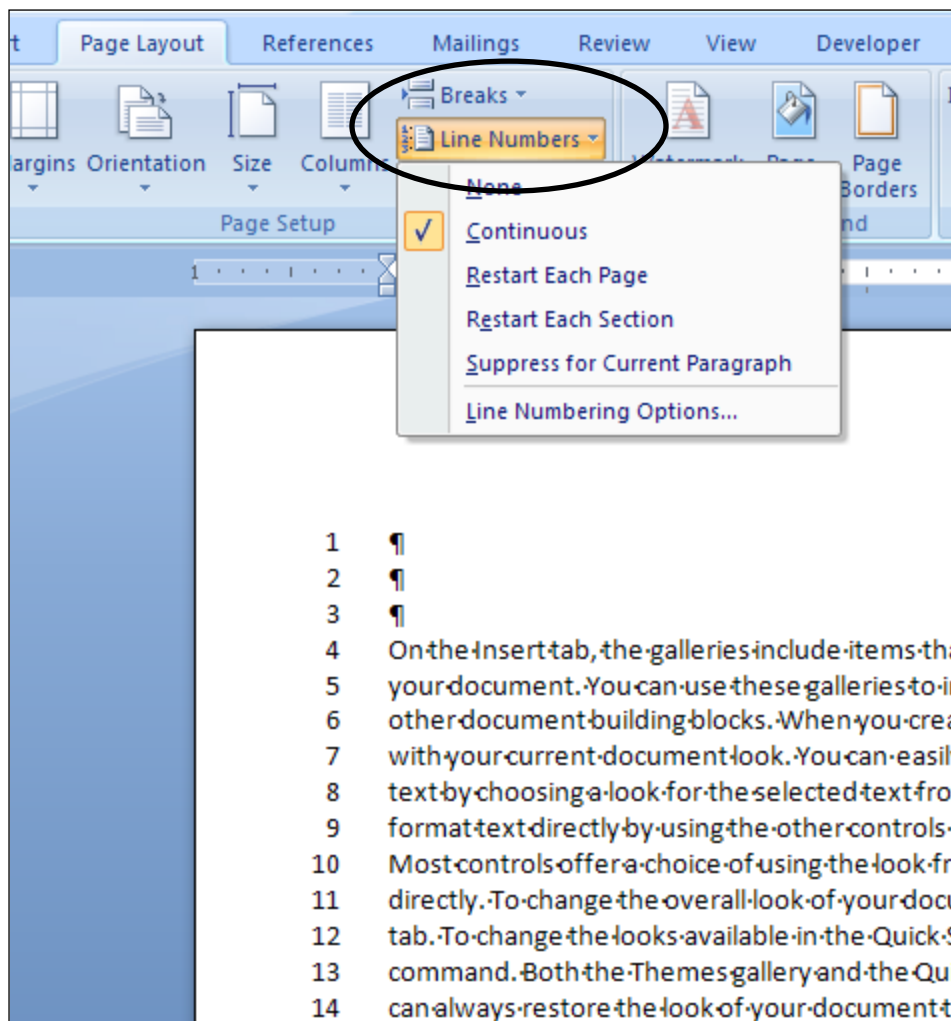 Page Layout References Mailings Review View Developer
Breaks
Line Numbers
Orientation Size Page
Borders
Page Setup
None
Continuous
Restart Each Page
Restart Each Section
Suppress for Current Paragraph
Line Numbering Options...
1
1 ¶
2 ¶
3 ¶
4 On·the·Insert·tab,·the·galleries·include·items·
5 your·document.·You·can·use·these·galleries·to·
6 other·document·building·blocks.·When·you·
7 with·your·current·document·look.·You·can·
8 text·by·choosing·a·look·for·the·selected·text·
9 format·text·directly·by·using·the·other·controls·
10 Most·controls·offer·a·choice·of·using·the·look·
11 directly.·To·change·the·overall·look·of·your·
12 tab.·To·change·the·looks·available·in·the·Quick·
13 command.·Both·the·Themes·gallery·and·the·
14 can·always·restore·the·look·of·your·document·